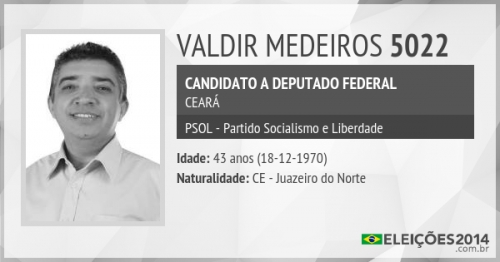 VALDIR MEDEIROS 5022
CANDIDATO A DEPUTADO FEDERAL
CEARÁ
PSOL - Partido Socialismo e Liberdade
Idade: 43 anos (18-12-1970)
Naturalidade: CE - Juazeiro do Norte
ELEIÇÕES2014
.com.br